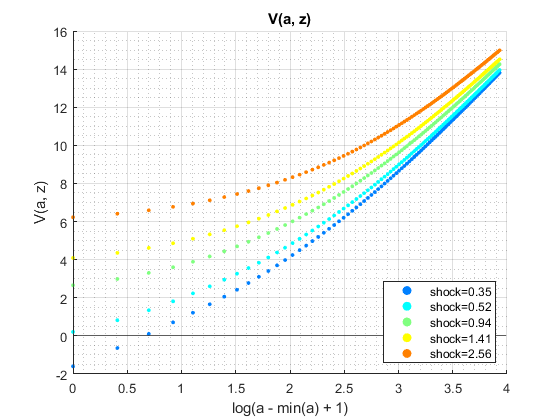 V(a, z)
16
14
12
10
8
6
4
2
0
-2
V(a, z)
0 0.5 1 1.5 2 2.5 3 3.5 4
log(a - min(a) + 1)
shock=0.35
shock=0.52
shock=0.94
shock=1.41
shock=2.56